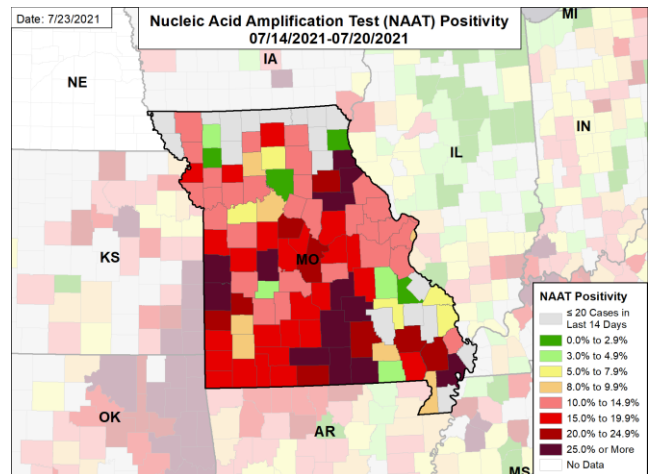 Date: 7/23/2021
Nucleic Acid Amplification Test (NAAT) Positivity
07/14/2021-07/20/2021
MI
IA
NE
IL
IN
KS
MO
OK
AR
MS
NAAT Positivity
≤ 20 Cases in
Last 14 Days
0.0% to 2.9%
3.0% to 4.9%
5.0% to 7.9%
8.0% to 9.9%
10.0% to 14.9%
15.0% to 19.9%
20.0% to 24.9%
25.0% or More
No Data